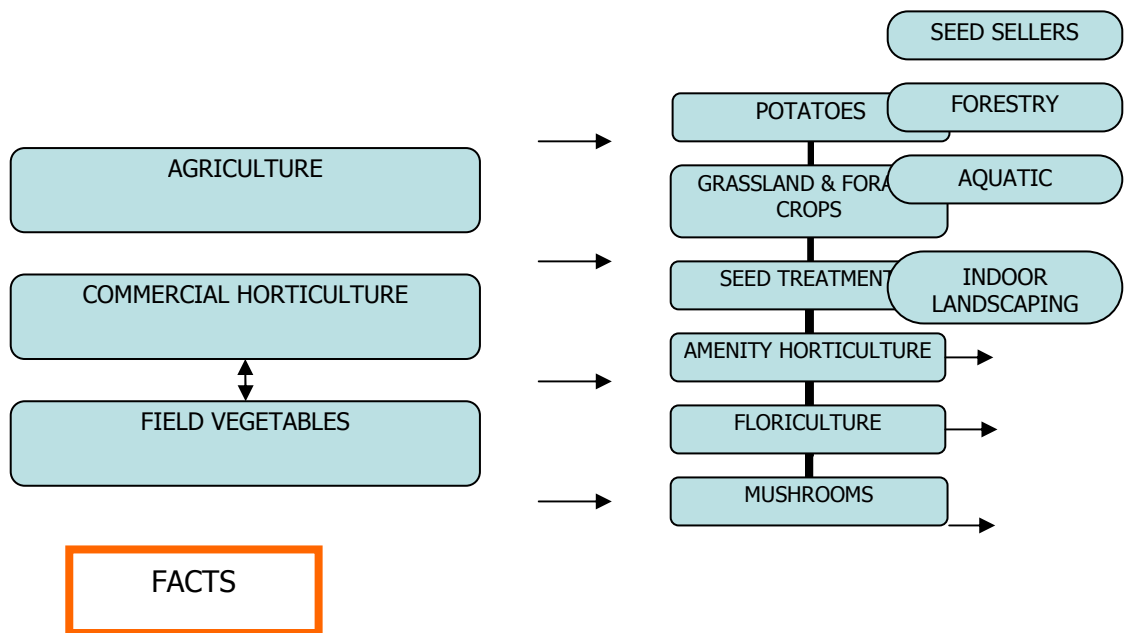 AGRICULTURE
COMMERCIAL HORTICULTURE
FIELD VEGETABLES
FACTS
POTATOES
GRASSLAND &
CROPS
SEED TREATMENT
AMENITY HORTICULTURE
FLORICULTURE
MUSHROOMS
SEED SELLERS
FORESTRY
AQUATIC
INDOOR
LANDSCAPING